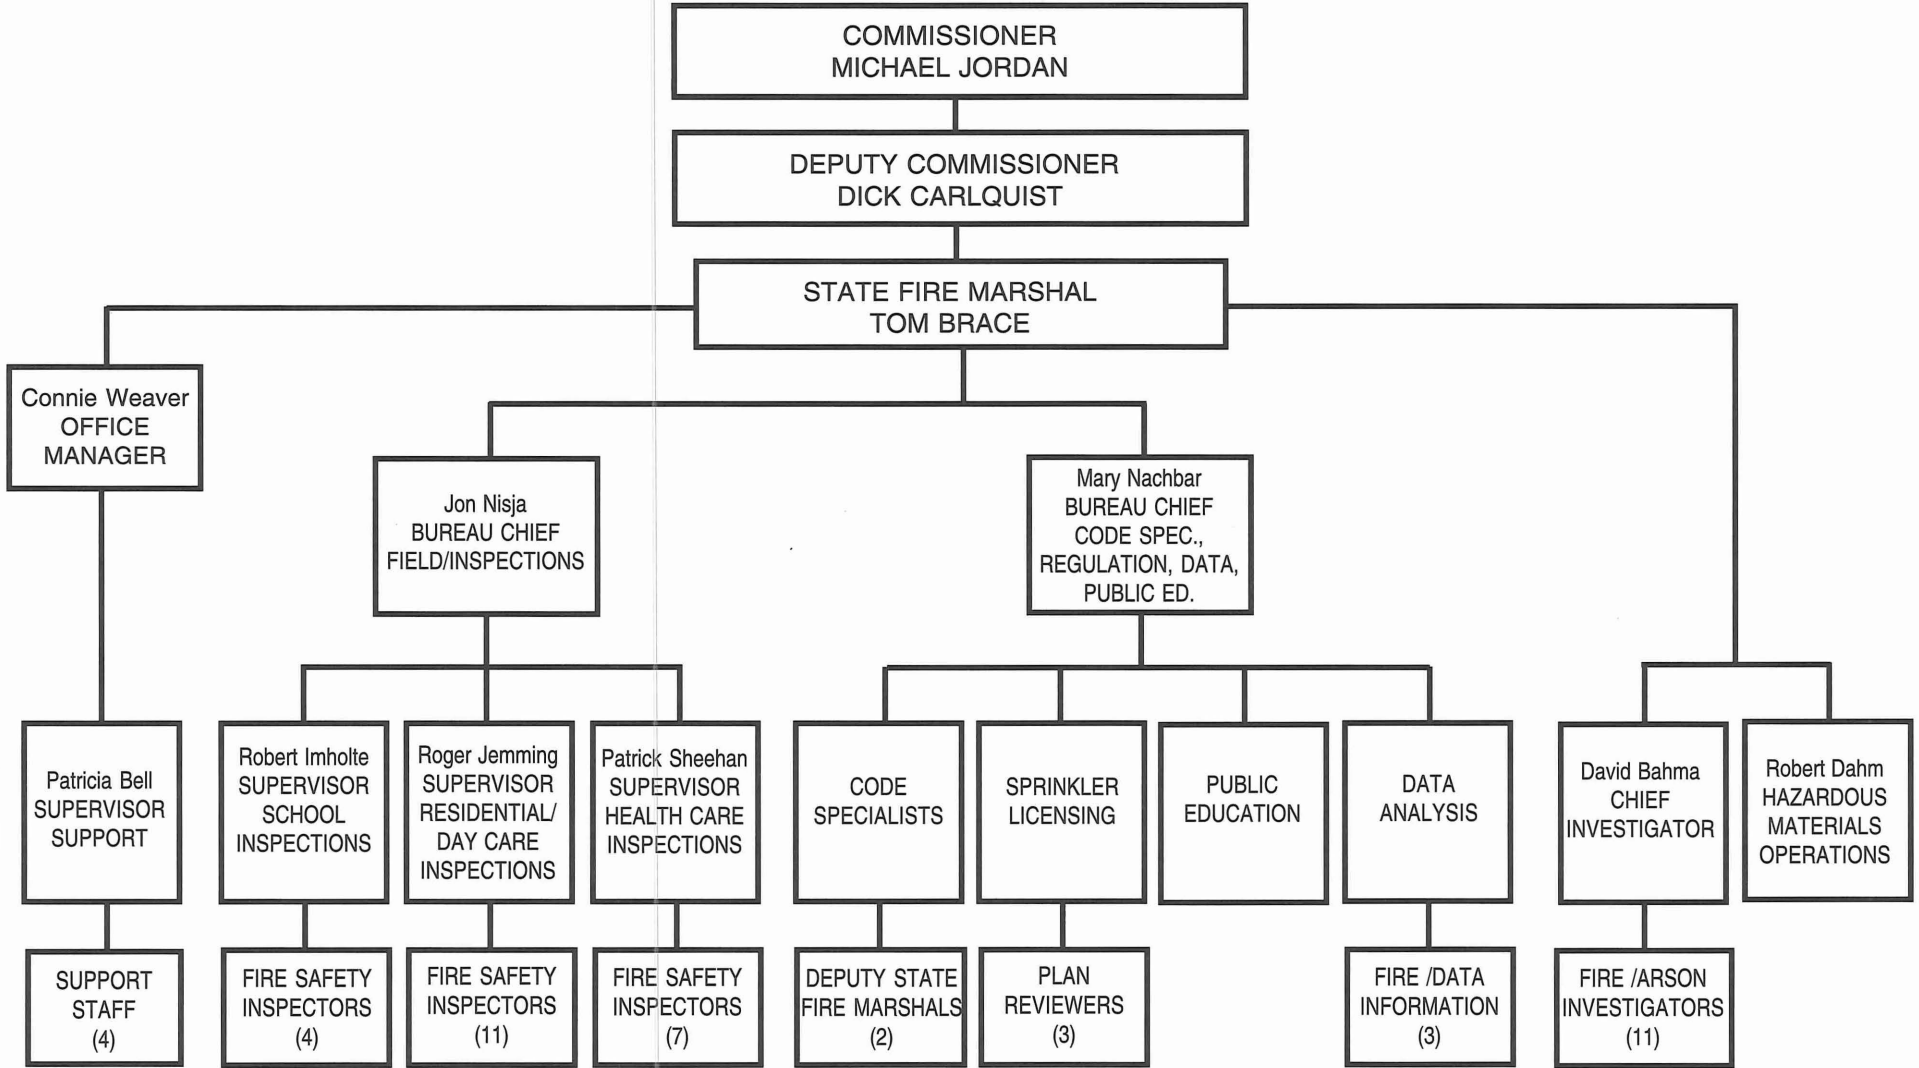 COMMISSIONER
MICHAEL JORDAN
DEPUTY COMMISSIONER
DICK CARLQUIST
STATE FIRE MARSHAL
TOM BRACE
Connie Weaver
OFFICE
MANAGER
Jon Nisja
BUREAU CHIEF
FIELD/INSPECTIONS
Mary Nachbar
BUREAU CHIEF
CODE SPEC.,
REGULATION, DATA,
PUBLIC ED.
Patricia Bell
SUPERVISOR
SUPPORT
Robert Imholte
SUPERVISOR
SCHOOL
INSPECTIONS
Roger Jemming
SUPERVISOR
RESIDENTIAL/
DAY CARE
INSPECTIONS
Patrick Sheehan
SUPERVISOR
HEALTH CARE
INSPECTIONS
CODE
SPECIALISTS
SPRINKLER
LICENSING
PUBLIC
EDUCATION
DATA
ANALYSIS
David Bahma
CHIEF
INVESTIGATOR
Robert Dahm
HAZARDOUS
MATERIALS
OPERATIONS
SUPPORT
STAFF
(4)
FIRE SAFETY
INSPECTORS
(4)
FIRE SAFETY
INSPECTORS
(11)
FIRE SAFETY
INSPECTORS
(7)
DEPUTY STATE
FIRE MARSHALS
(2)
PLAN
REVIEWERS
(3)
FIRE /DATA
INFORMATION
(3)
FIRE /ARSON
INVESTIGATORS
(11)